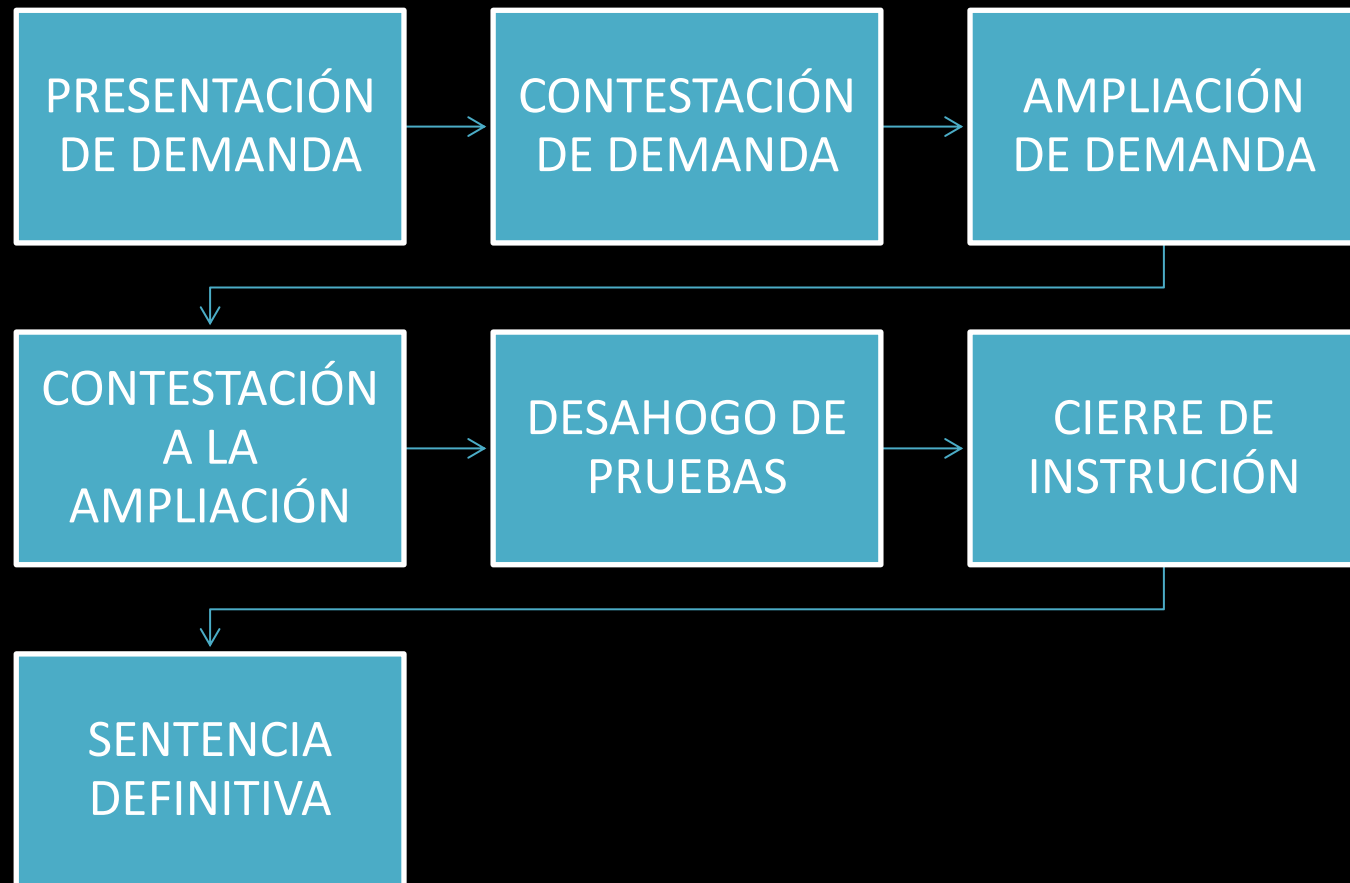 PRESENTACIÓN
DE DEMANDA
CONTESTACIÓN
DE DEMANDA
AMPLIACIÓN
DE DEMANDA
CONTESTACIÓN
A LA
AMPLIACIÓN
DESAHOGO DE
PRUEBAS
CIERRE DE
INSTRUCIÓN
SENTENCIA
DEFINITIVA